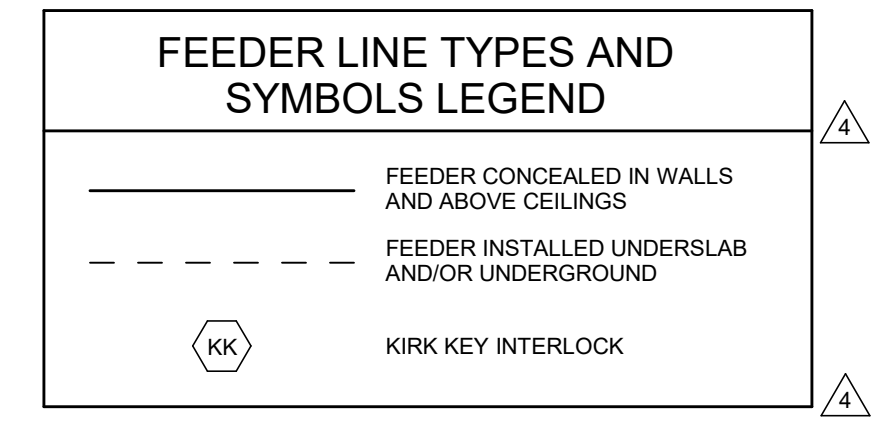 FEEDER LINE TYPES AND
SYMBOLS LEGEND
4
FEEDER CONCEALED IN WALLS
AND ABOVE CEILINGS
FEEDER INSTALLED UNDERSLAB
AND/OR UNDERGROUND
KK
KIRK KEY INTERLOCK
4